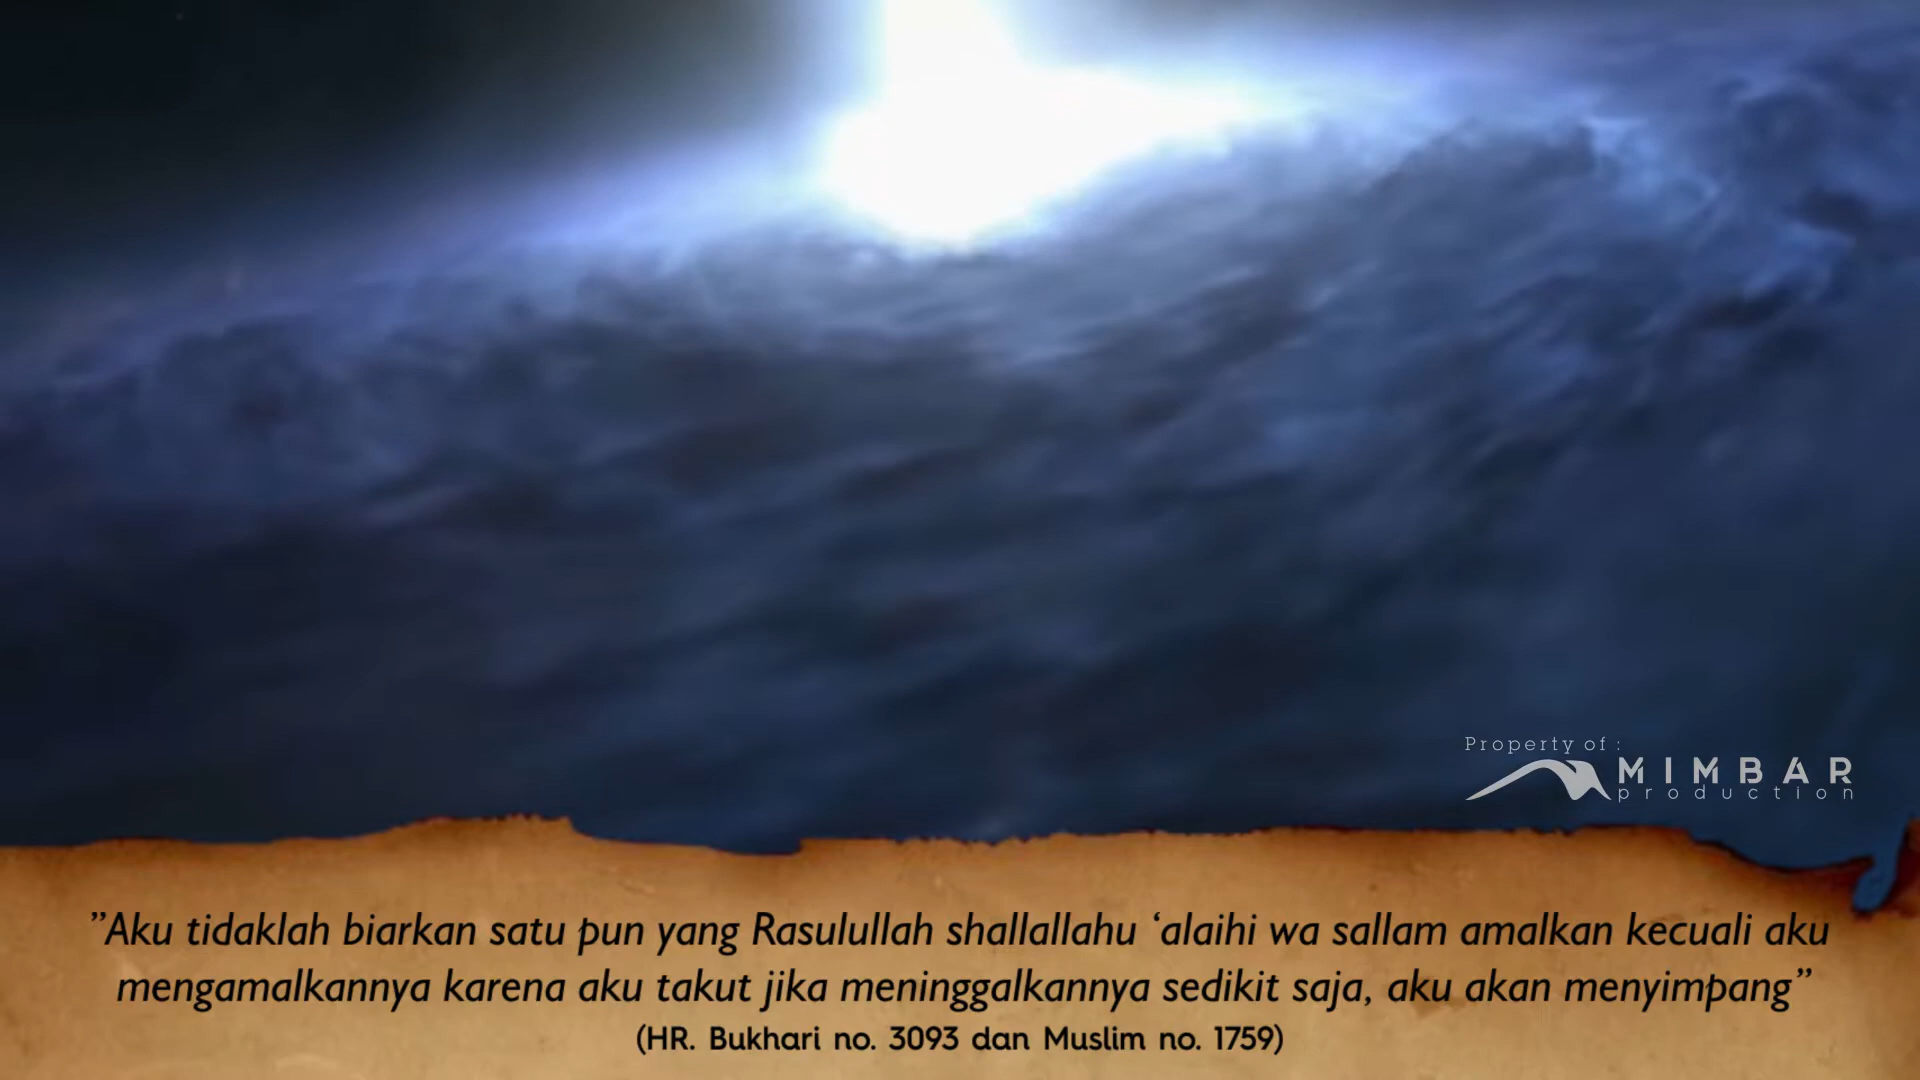 Property of :
MIMBAR
production
”Aku tidaklah biarkan satu pun yang Rasulullah shallallahu ‘alaihi wa sallam amalkan kecuali aku
mengamalkannya karena aku takut jika meninggalkannya sedikit saja, aku akan menyimpang”
(HR. Bukhari no. 3093 dan Muslim no. 1759)